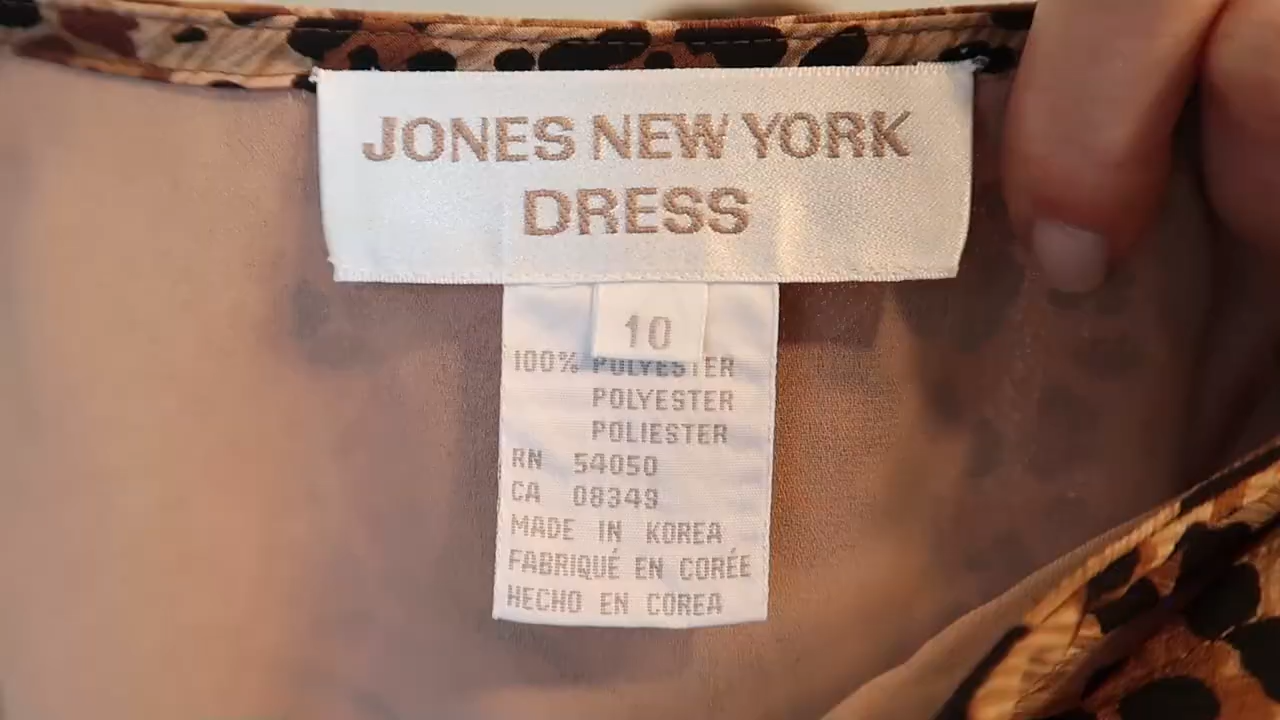 JONES NEW YORK
DRESS
10
100% POLYESTER
POLYESTER
POLIESTER
RN 54050
CA 08349
MADE IN KOREA
FABRIQUÉ EN CORÉE
HECHO EN COREA